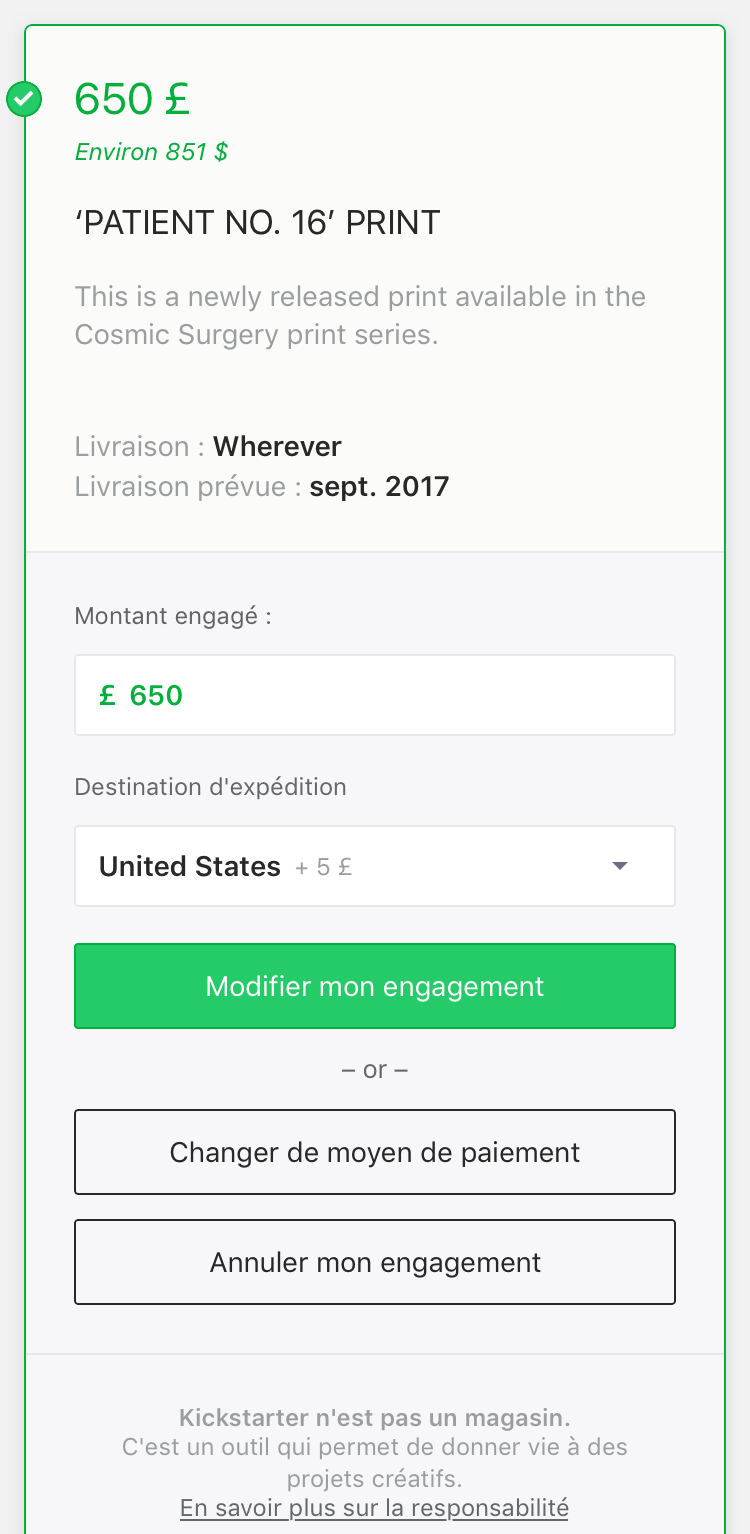 650 £
Environ 851 $
‘PATIENT NO. 16’ PRINT
This is a newly released print available in the
Cosmic Surgery print series.
Livraison : Wherever
Livraison prévue : sept. 2017
Montant engagé :
£ 650
Destination d'expédition
United States + 5 £
Modifier mon engagement
– or –
Changer de moyen de paiement
Annuler mon engagement
Kickstarter n'est pas un magasin.
C'est un outil qui permet de donner vie à des
projets créatifs.
En savoir plus sur la responsabilité